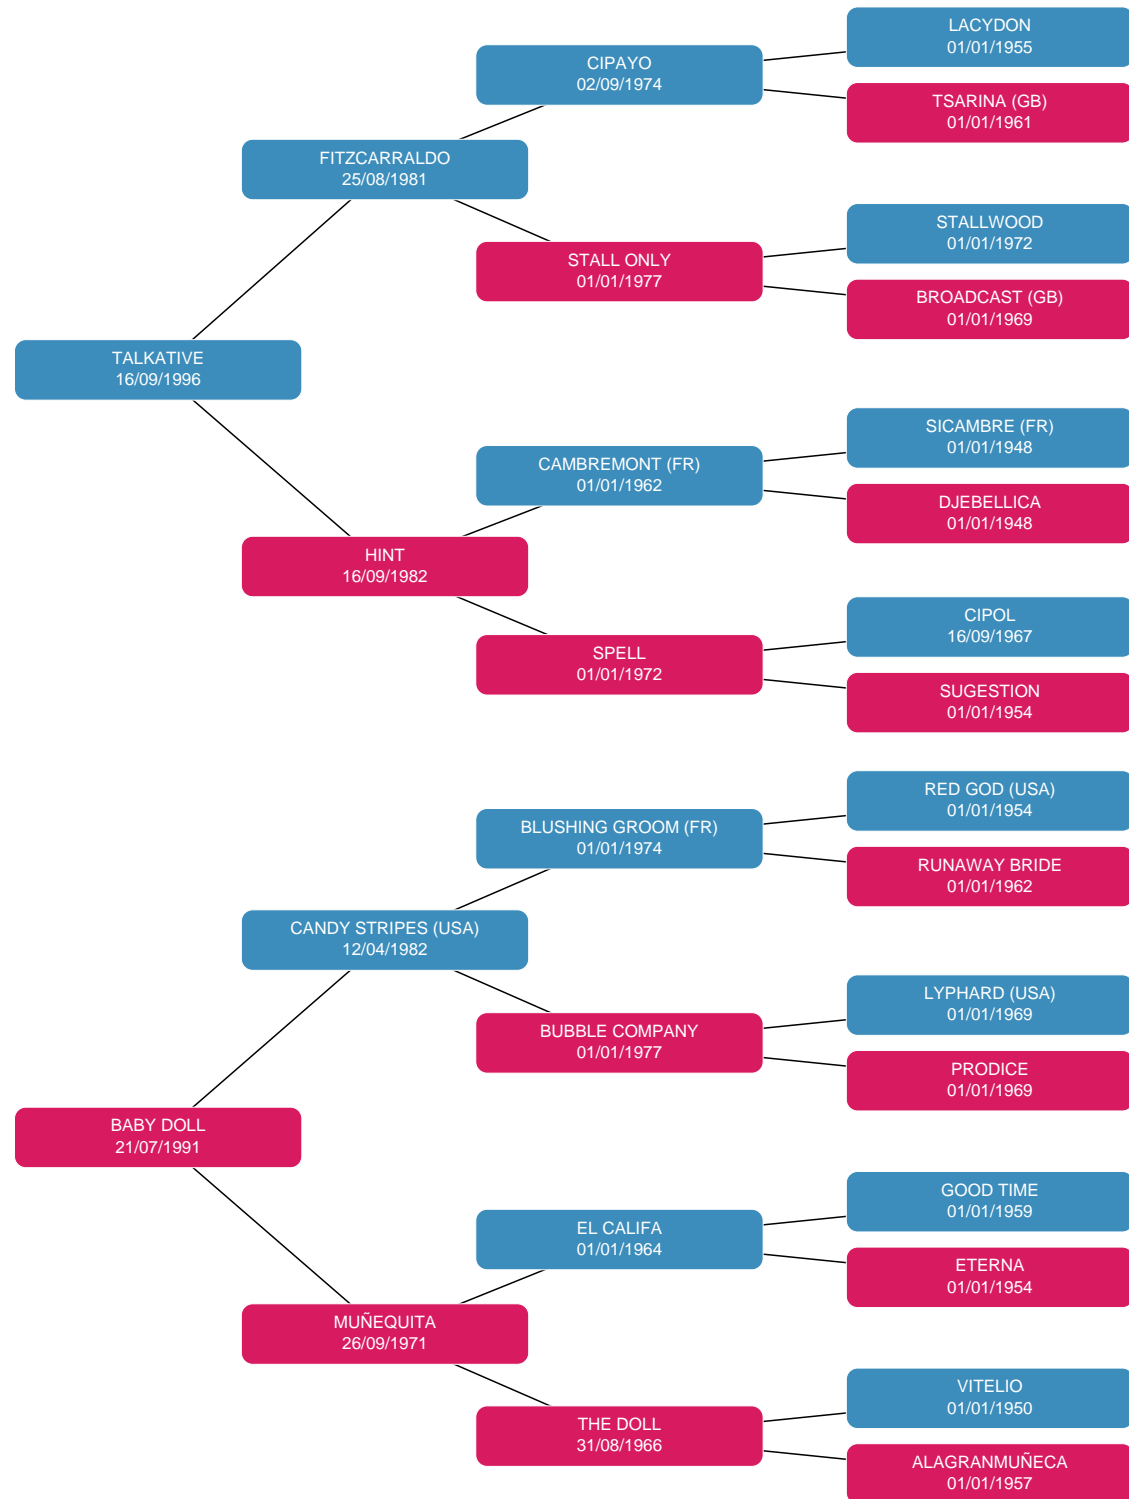 LACYDON
01/01/1955
CIPAYO
02/09/1974
TSARINA (GB)
01/01/1961
FITZCARRALDO
25/08/1981
STALLWOOD
01/01/1972
STALL ONLY
01/01/1977
BROADCAST (GB)
01/01/1969
TALKATIVE
16/09/1996
SICAMBRE (FR)
01/01/1948
CAMBREMONT (FR)
01/01/1962
DJEBELLICA
01/01/1948
HINT
16/09/1982
CIPOL
16/09/1967
SPELL
01/01/1972
SUGESTION
01/01/1954
RED GOD (USA)
01/01/1954
BLUSHING GROOM (FR)
01/01/1974
RUNAWAY BRIDE
01/01/1962
CANDY STRIPES (USA)
12/04/1982
LYPHARD (USA)
01/01/1969
BUBBLE COMPANY
01/01/1977
PRODICE
01/01/1969
BABY DOLL
21/07/1991
GOOD TIME
01/01/1959
EL CALIFA
01/01/1964
ETERNA
01/01/1954
MUÑEQUITA
26/09/1971
VITELIO
01/01/1950
THE DOLL
31/08/1966
ALAGRANMUÑECA
01/01/1957